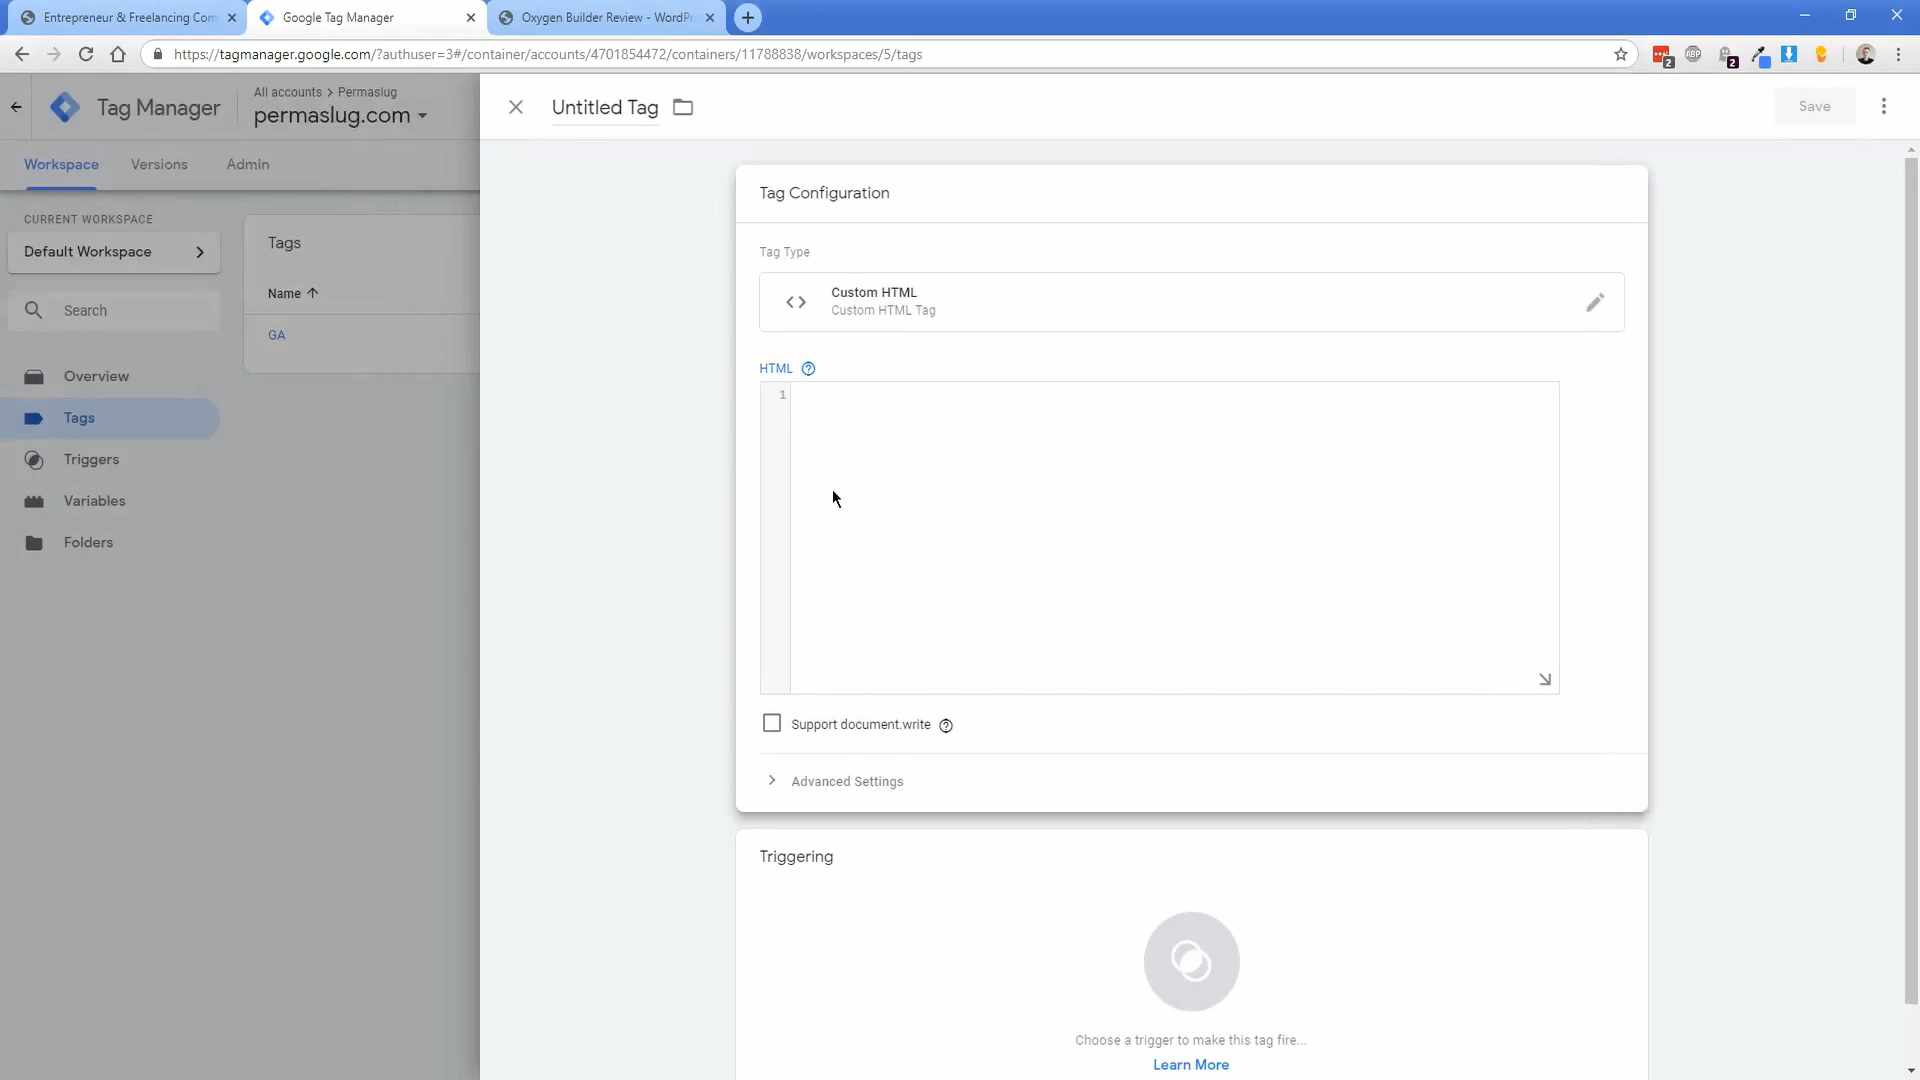 Entrepreneur & Freelancing Com
Google Tag Manager
Oxygen Builder Review - WordPr
https://tagmanager.google.com/?authuser=3#/container/accounts/4701854472/containers/11788838/workspaces/5/tags
2
ABP
2
Tag Manager
All accounts > Permaslug
permaslug.com
Untitled Tag
Save
Workspace
Versions
Admin
CURRENT WORKSPACE
Default Workspace
Search
Overview
Tags
Triggers
Variables
Folders
Tags
Name
GA
Tag Configuration
Tag Type
Custom HTML
Custom HTML Tag
HTML
1
Support document.write
Advanced Settings
Triggering
Choose a trigger to make this tag fire...
Learn More